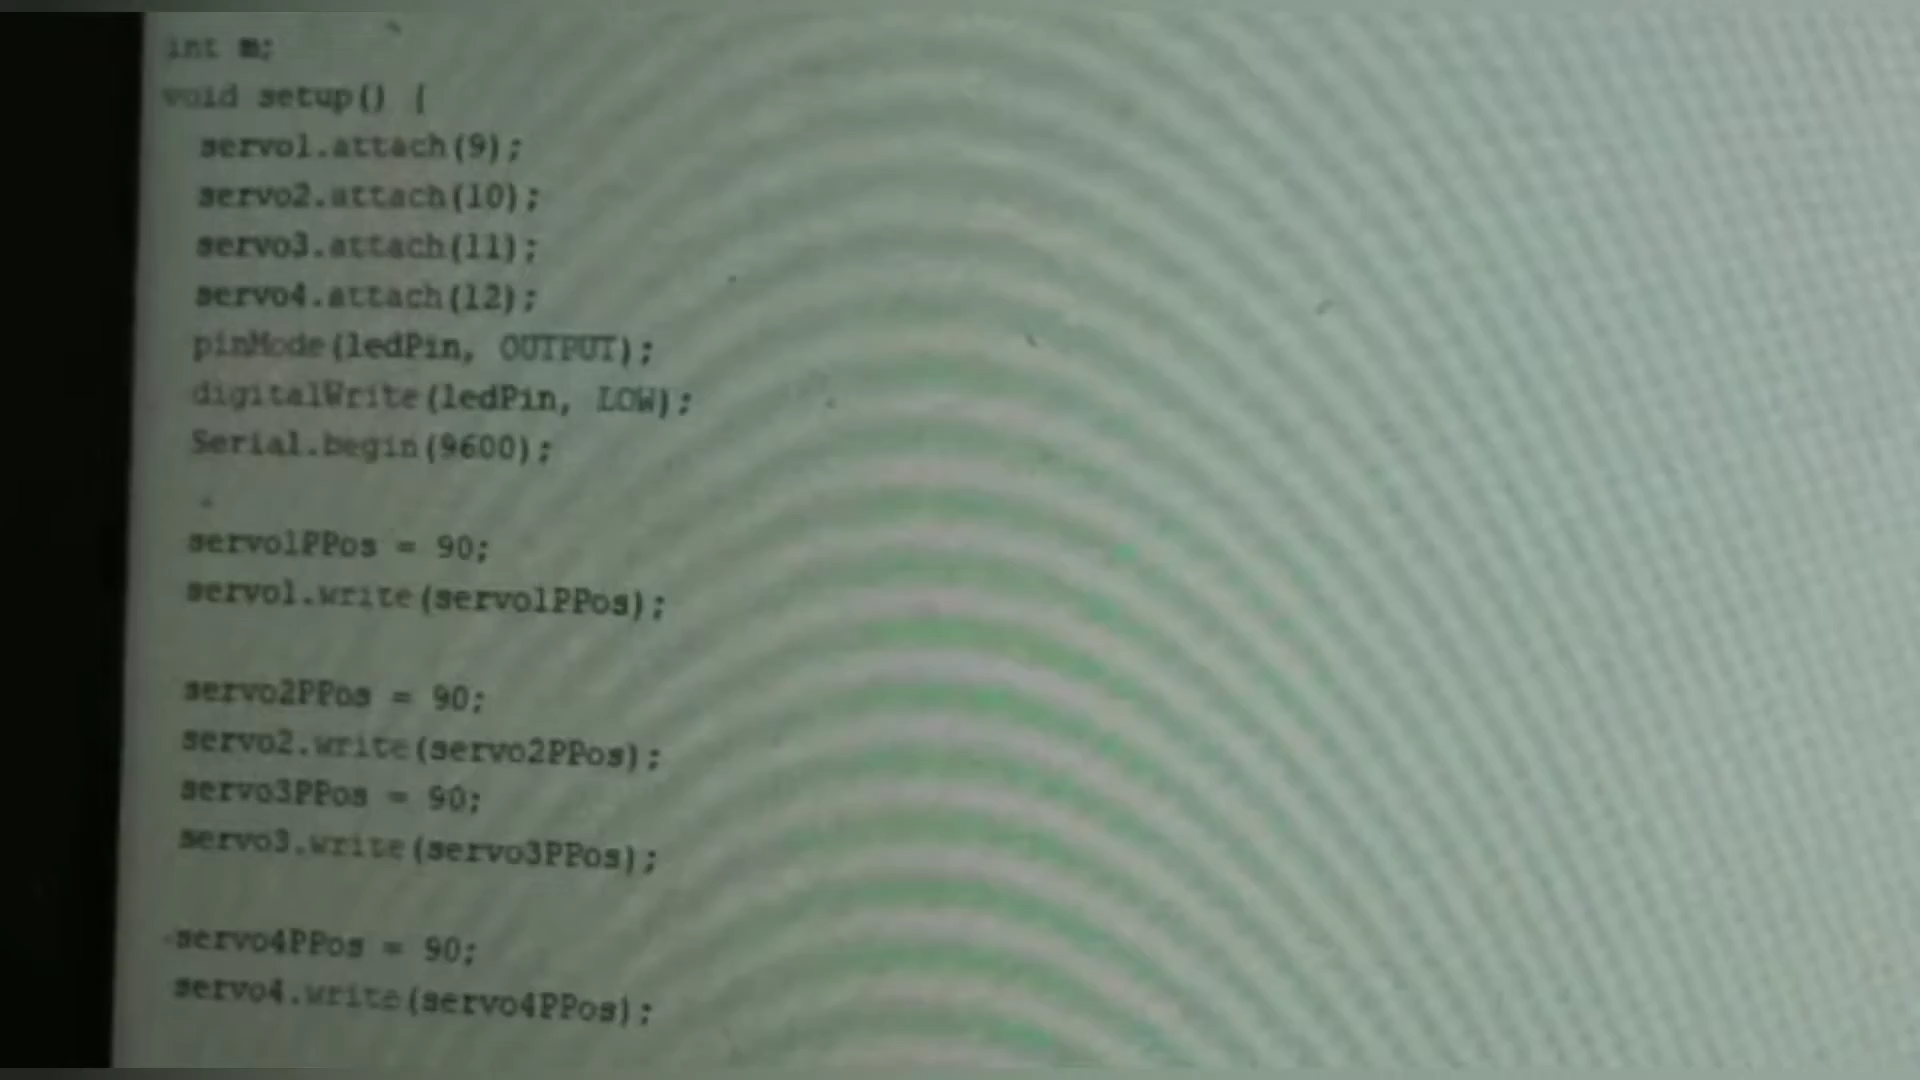 int m;
void setup() {
servo1.attach(9);
servo2.attach(10);
servo3.attach(11);
servo4.attach(12);
pinMode(ledPin, OUTPUT);
digitalWrite(ledPin, LOW);
Serial.begin(9600);
servo1PPos = 90;
servo1.write(servo1PPos);
servo2PPos = 90;
servo2.write(servo2PPos);
servo3PPos = 90;
servo3.write(servo3PPos);
servo4PPos = 90;
servo4.write(servo4PPos);